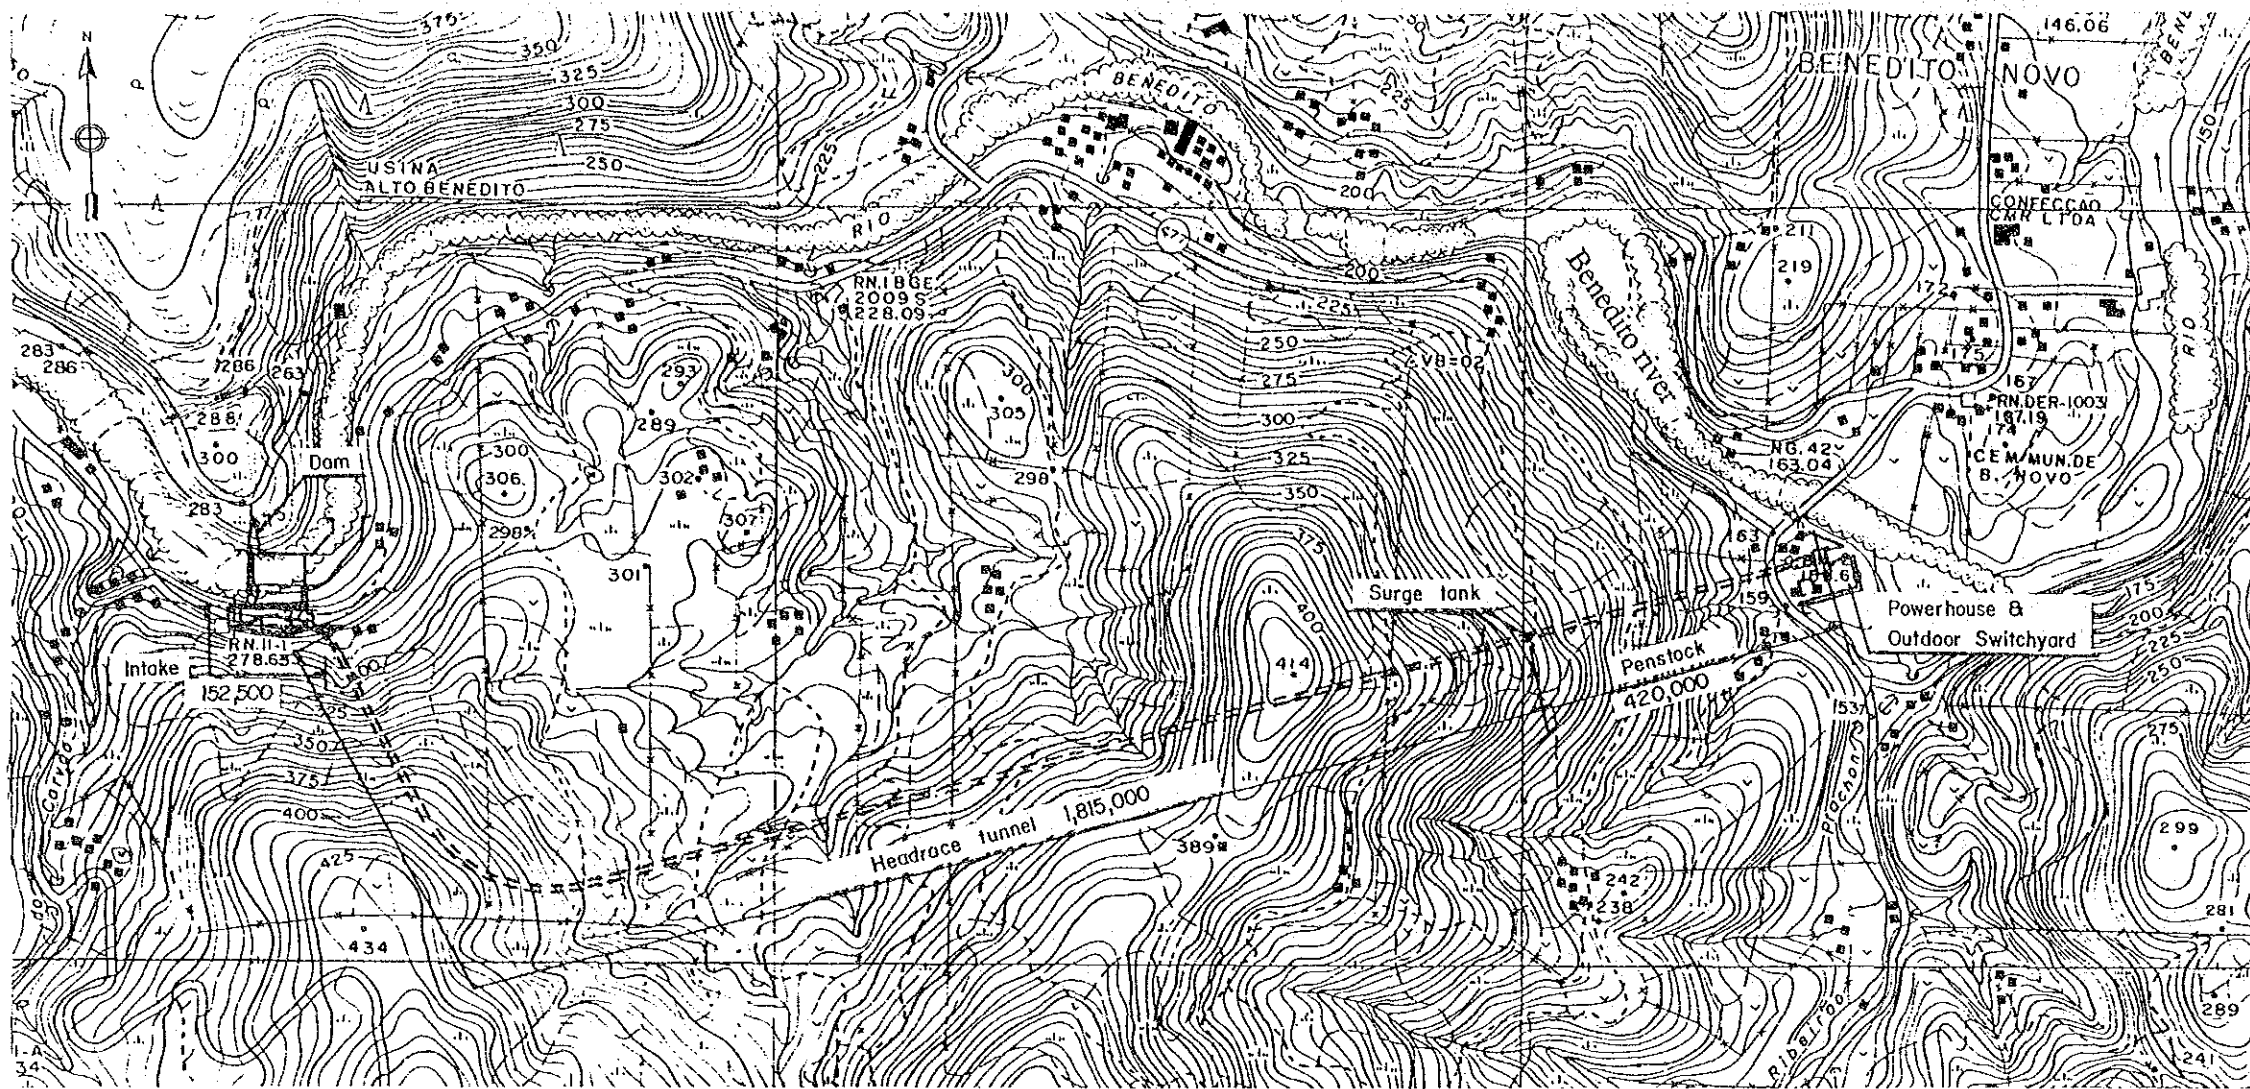 N
375
350
325
300
275
250
225
USINA
ALTO BENEDITO
RIO
BENEDITO
225
200
BENEDITO NOVO
146.06
150
CONFECCAO
CMR LTDA
211
219
172
175
167
RN.DER-1003
167.19
174
CEM.MUN.DE
B. NOVO
NG.42
163.04
RIO
Benedito river
RN.IBGE
2009 S
228.09
200
225
250
275
300
325
350
375
400
414
VB=02
283
286
286
263
288
300
283
Dam
293
289
300
306
302
307
298
301
300
305
298
Surge tank
163
159
Powerhouse &
Outdoor Switchyard
175
200
225
250
275
Intake
RN.II-1
278.63
152,500
350
375
400
425
434
Penstock
420,000
153
Headrace tunnel 1,815,000
389
242
238
299
281
289
241
do Carvão
Ribeirão
1-A
34